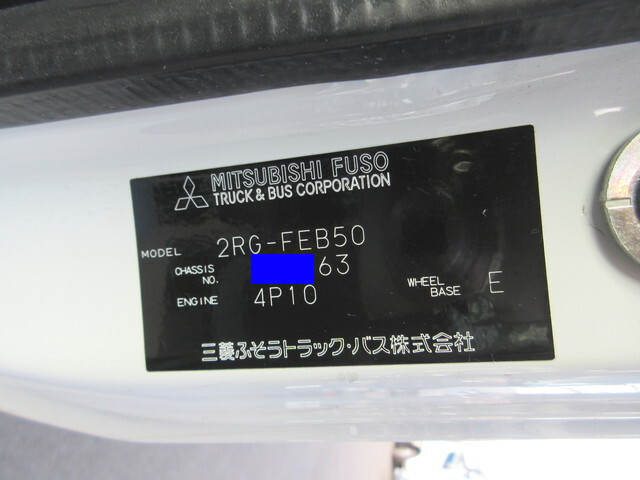 MITSUBISHI FUSO
TRUCK & BUS CORPORATION
MODEL 2RG-FEB50
CHASSIS NO. 63
ENGINE 4P10 WHEEL BASE E
三菱ふそうトラック・バス株式会社